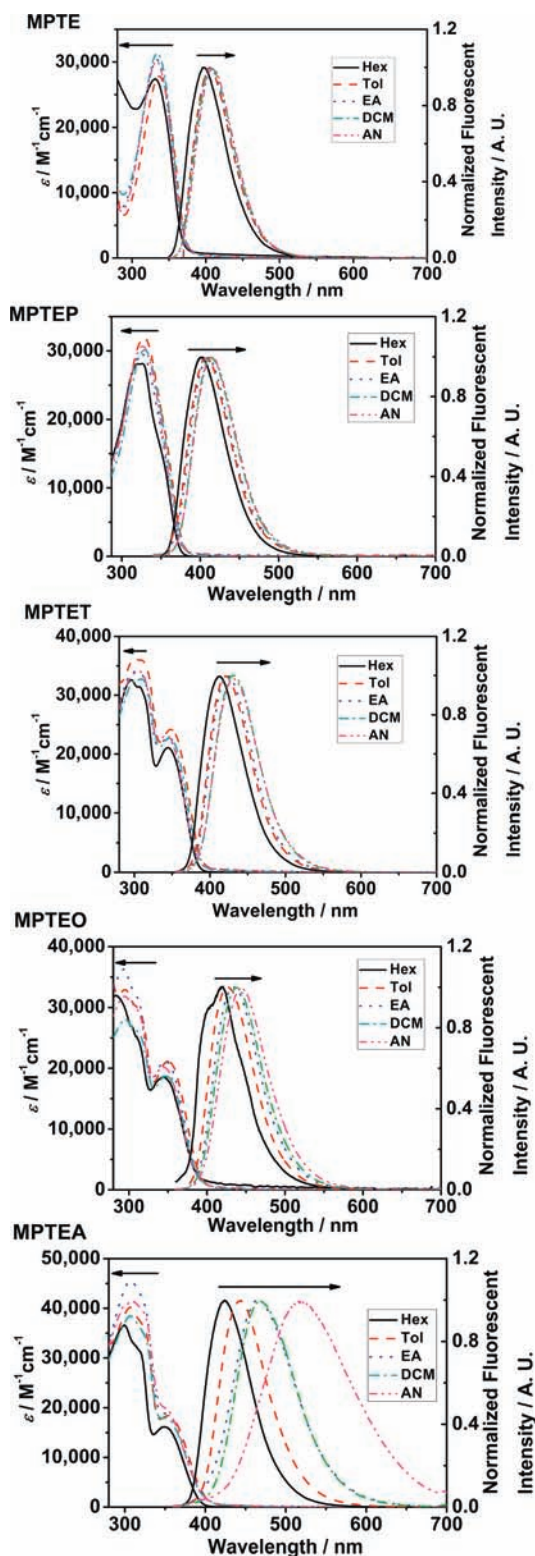 MPTE
ε / M⁻¹cm⁻¹
30,000
20,000
10,000
0
1.2
0.8
0.4
0.0
Normalized Fluorescent
Intensity / A. U.
Hex
Tol
EA
DCM
AN
300 400 500 600 700
Wavelength / nm
MPTEP
ε / M⁻¹cm⁻¹
30,000
20,000
10,000
0
1.2
0.8
0.4
0.0
Normalized Fluorescent
Intensity / A. U.
Hex
Tol
EA
DCM
AN
300 400 500 600 700
Wavelength / nm
MPTET
ε / M⁻¹cm⁻¹
40,000
30,000
20,000
10,000
0
1.2
0.8
0.4
0.0
Normalized Fluorescent
Intensity / A. U.
Hex
Tol
EA
DCM
AN
300 400 500 600 700
Wavelength / nm
MPTEO
ε / M⁻¹cm⁻¹
40,000
30,000
20,000
10,000
0
1.2
0.8
0.4
0.0
Normalized Fluorescent
Intensity / A. U.
Hex
Tol
EA
DCM
AN
300 400 500 600 700
Wavelength / nm
MPTEA
ε / M⁻¹cm⁻¹
50,000
40,000
30,000
20,000
10,000
0
1.2
0.8
0.4
0.0
Normalized Fluorescent
Intensity / A. U.
Hex
Tol
EA
DCM
AN
300 400 500 600 700
Wavelength / nm